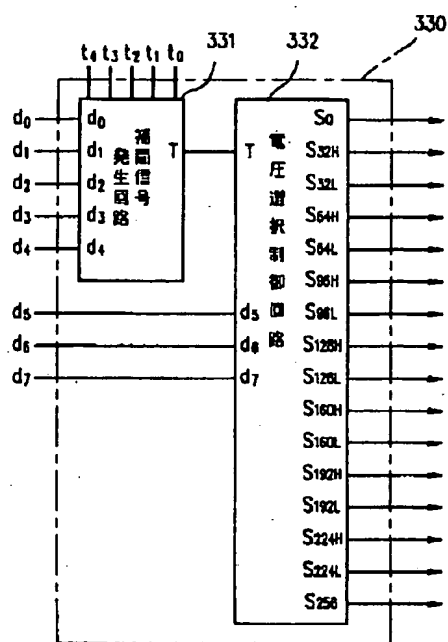 330
331
332
t4 t3 t2 t1 t0
d0 d0
d1 d1
d2 d2
d3 d3
d4 d4
補間信号
発生回路
T T
電圧選択制御回路
d5 d5
d6 d6
d7 d7
S0
S32H
S32L
S64H
S64L
S96H
S96L
S128H
S128L
S160H
S160L
S192H
S192L
S224H
S224L
S256